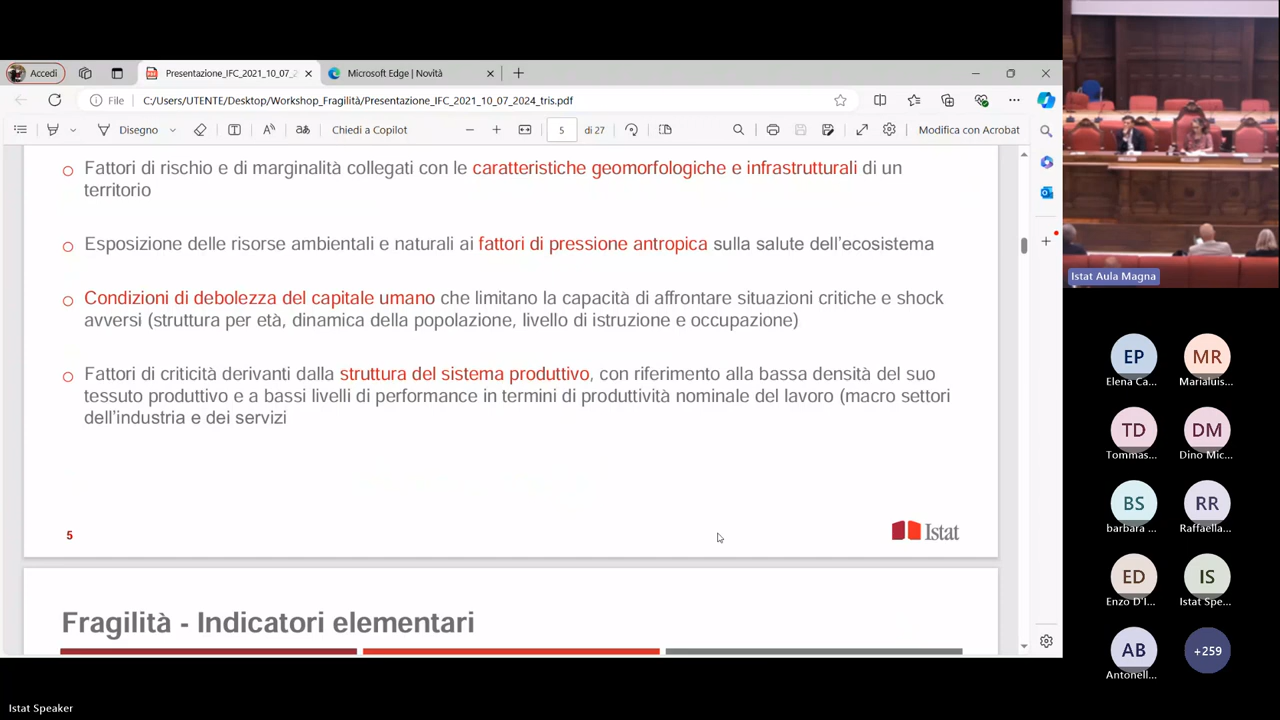 Accedi
Presentazione_IFC_2021_10_07_2
Microsoft Edge | Novità
File
C:/Users/UTENTE/Desktop/Workshop_Fragilità/Presentazione_IFC_2021_10_07_2024_tris.pdf
Disegno
Chiedi a Copilot
5
di 27
Modifica con Acrobat
Fattori di rischio e di marginalità collegati con le caratteristiche geomorfologiche e infrastrutturali di un
territorio
Esposizione delle risorse ambientali e naturali ai fattori di pressione antropica sulla salute dell'ecosistema
Condizioni di debolezza del capitale umano che limitano la capacità di affrontare situazioni critiche e shock
avversi (struttura per età, dinamica della popolazione, livello di istruzione e occupazione)
Fattori di criticità derivanti dalla struttura del sistema produttivo, con riferimento alla bassa densità del suo
tessuto produttivo e a bassi livelli di performance in termini di produttività nominale del lavoro (macro settori
dell'industria e dei servizi
5
Istat
Fragilità - Indicatori elementari
Istat Aula Magna
EP
Elena Ca...
MR
Marialuis...
TD
Tommas...
DM
Dino Mic...
BS
barbara ...
RR
Raffaella...
ED
Enzo D'I...
IS
Istat Spe...
AB
Antonell...
+259
Istat Speaker